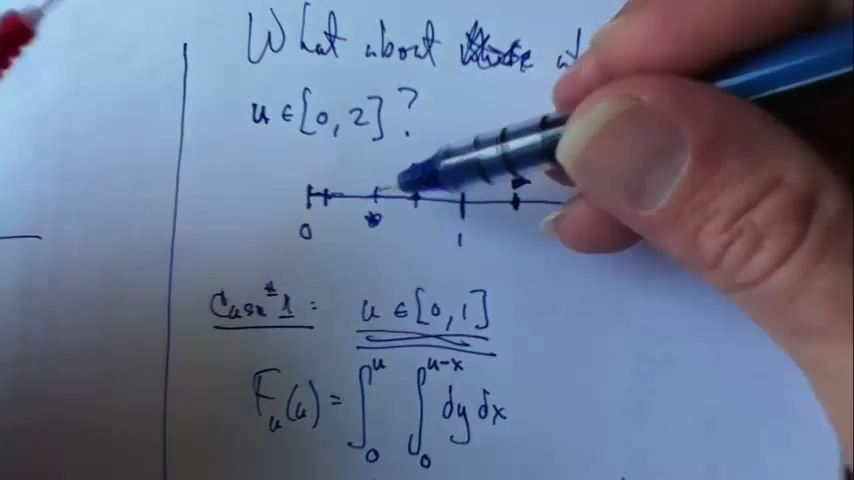 What about
u ∈ [0, 2] ?
0 1
Case #1: u ∈ [0, 1]
F_u(u) = ∫_0^u ∫_0^{u-x} dy dx